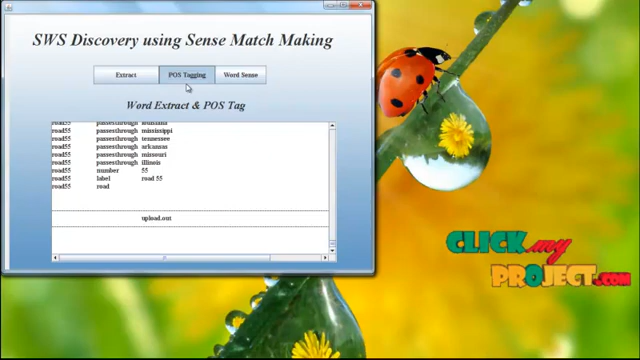 SWS Discovery using Sense Match Making
Extract POS Tagging Word Sense
Word Extract & POS Tag
road55 passesthrough louisiana
road55 passesthrough mississippi
road55 passesthrough tennessee
road55 passesthrough arkansas
road55 passesthrough missouri
road55 passesthrough illinois
road55 number 55
road55 label road 55
road55 road
upload.out
CLICK my
PROJECT.COM